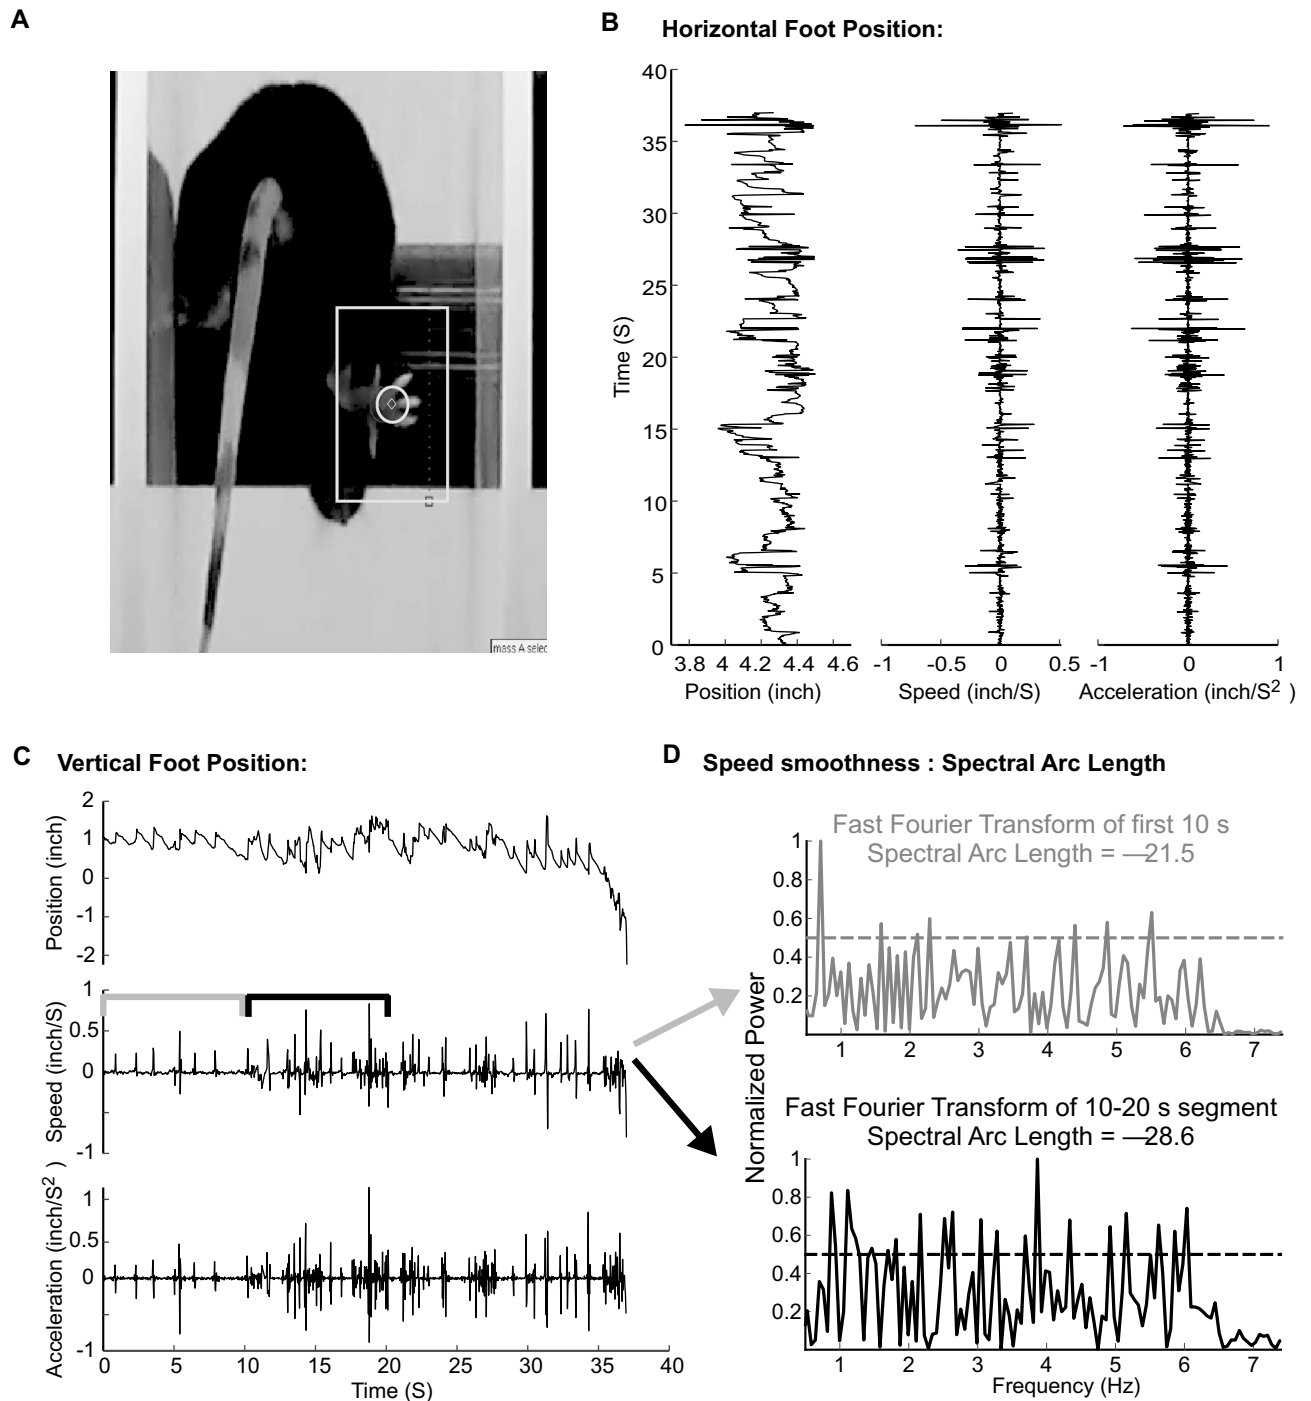 A
mass A selec
B
Horizontal Foot Position:
40
35
30
25
20
15
10
5
0
Time (S)
3.8 4 4.2 4.4 4.6
Position (inch)
-1 -0.5 0 0.5
Speed (inch/S)
-1 0 1
Acceleration (inch/S2 )
C
Vertical Foot Position:
2
1
0
-1
-2
Position (inch)
1
0.5
0
-1
Speed (inch/S)
1
0.5
0
-1
Acceleration (inch/S2 )
0 5 10 15 20 25 30 35 40
Time (S)
D
Speed smoothness : Spectral Arc Length
Fast Fourier Transform of first 10 s
Spectral Arc Length = —21.5
1
0.8
0.6
0.4
0.2
1 2 3 4 5 6 7
Normalized Power
Fast Fourier Transform of 10-20 s segment
Spectral Arc Length = —28.6
1
0.8
0.6
0.4
0.2
1 2 3 4 5 6 7
Frequency (Hz)